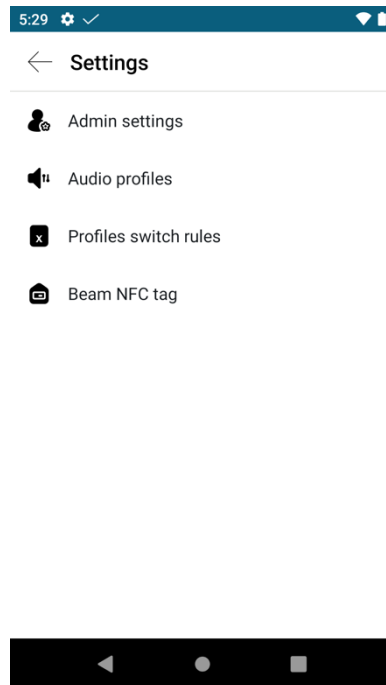 5:29
Settings
Admin settings
Audio profiles
x
Profiles switch rules
Beam NFC tag